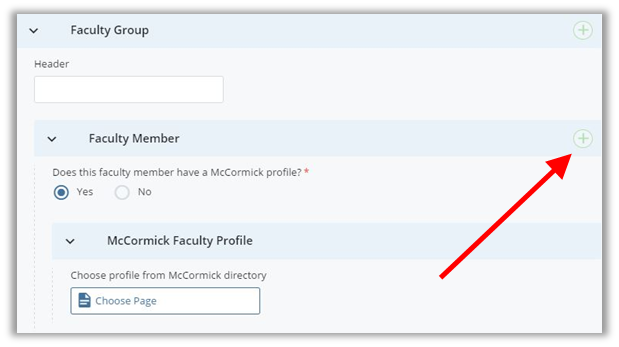 Faculty Group
Header
Faculty Member
Does this faculty member have a McCormick profile? *
Yes No
McCormick Faculty Profile
Choose profile from McCormick directory
Choose Page